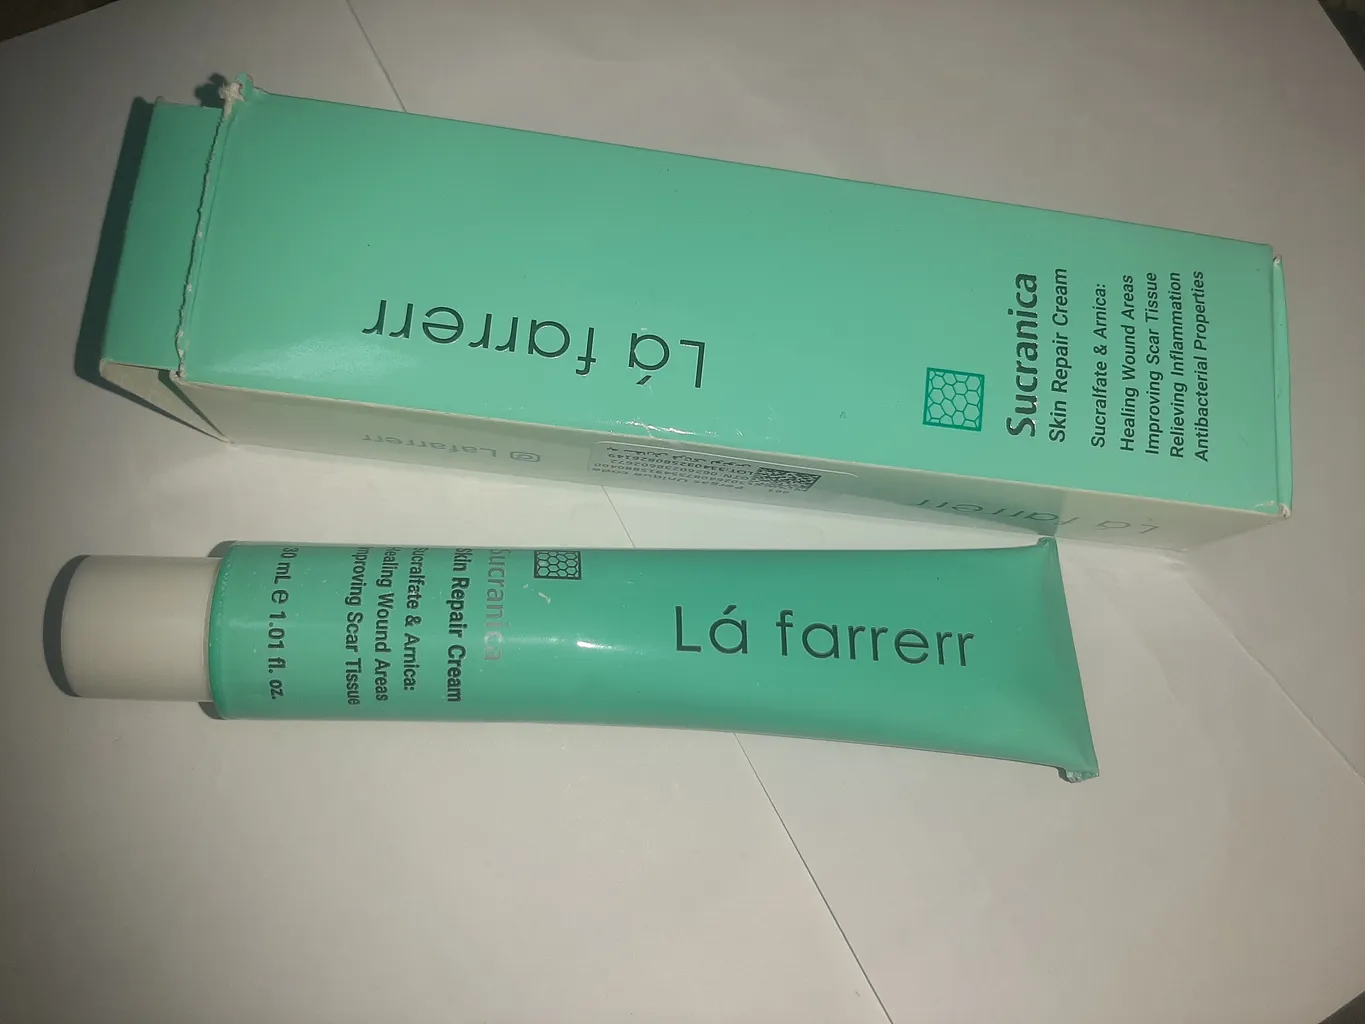 Lá farrerr
Sucranica
Skin Repair Cream
Sucralfate & Arnica:
Healing Wound Areas
Improving Scar Tissue
Relieving Inflammation
Antibacterial Properties
Lafarrerr
Lá farrerr
Lá farrerr
Sucranica
Skin Repair Cream
Sucralfate & Arnica:
Healing Wound Areas
Improving Scar Tissue
30 mL e 1.01 fl. oz.